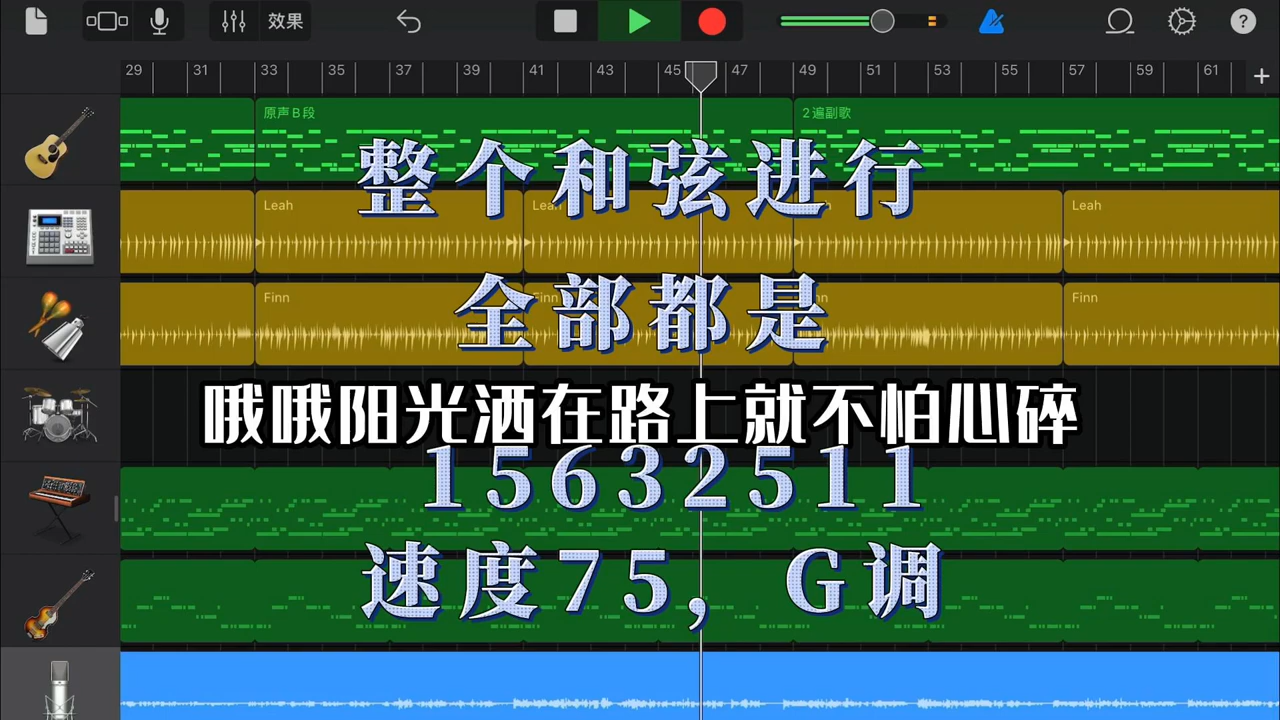 效果
29 31 33 35 37 39 41 43 45 47 49 51 53 55 57 59 61
原声B段 2遍副歌
整个和弦进行
Leah Leah Leah
全部都是
Finn Finn Finn
哦哦阳光洒在路上就不怕心碎
15632511
速度75，G调